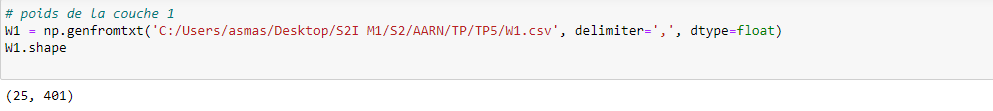 # poids de la couche 1
W1 = np.genfromtxt('C:/Users/asmas/Desktop/S2I M1/S2/AARN/TP/TP5/W1.csv', delimiter=',', dtype=float)
W1.shape
(25, 401)